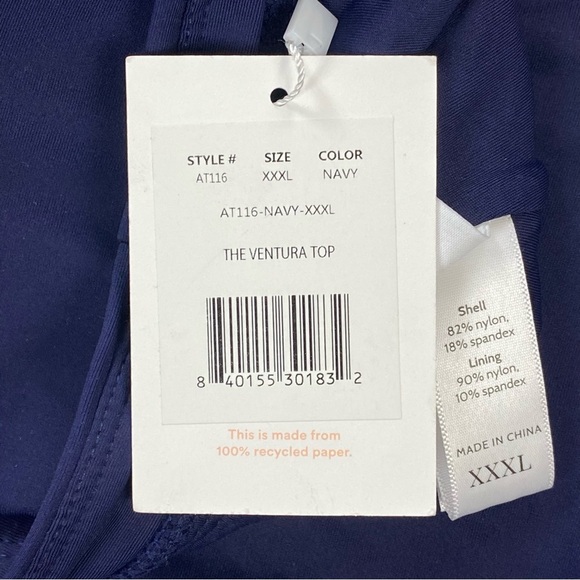 STYLE # SIZE COLOR
AT116 XXXL NAVY
AT116-NAVY-XXXL
THE VENTURA TOP
8 40155 30183 2
This is made from
100% recycled paper.
Shell
82% nylon,
18% spandex
Lining
90% nylon,
10% spandex
MADE IN CHINA
XXXL